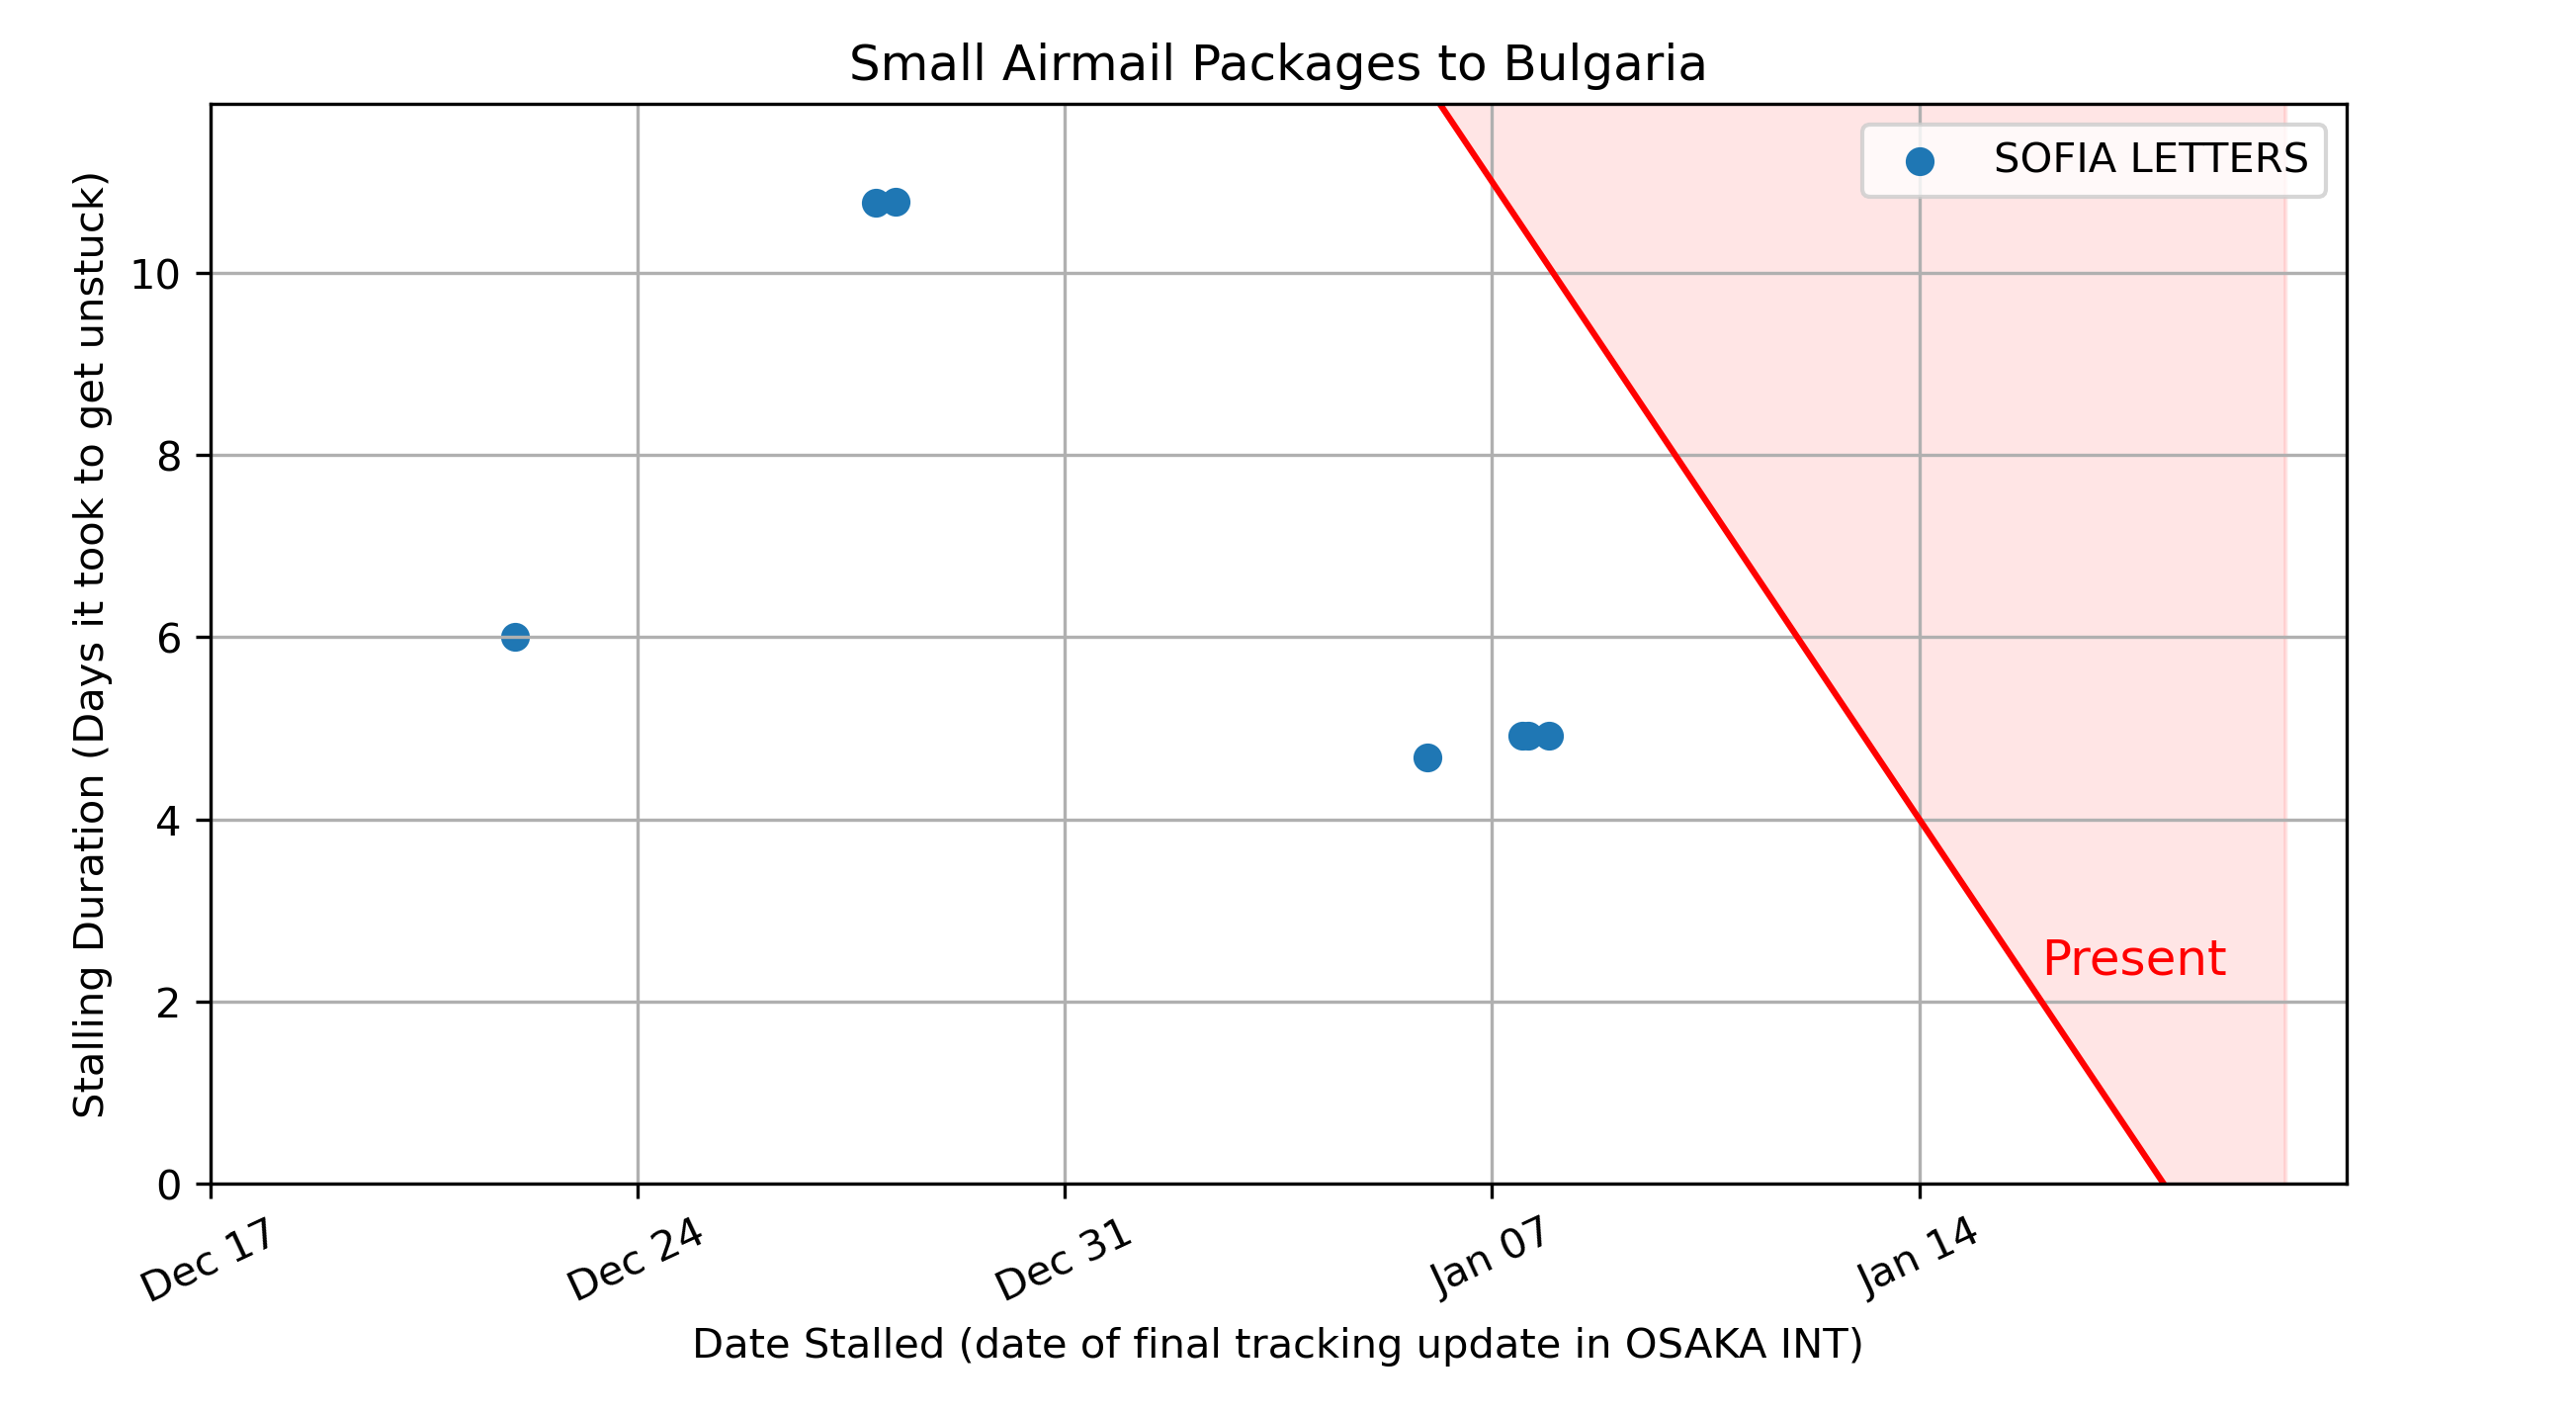 Small Airmail Packages to Bulgaria
SOFIA LETTERS
Stalling Duration (Days it took to get unstuck)
10
8
6
4
2
0
Present
Dec 17
Dec 24
Dec 31
Jan 07
Jan 14
Date Stalled (date of final tracking update in OSAKA INT)